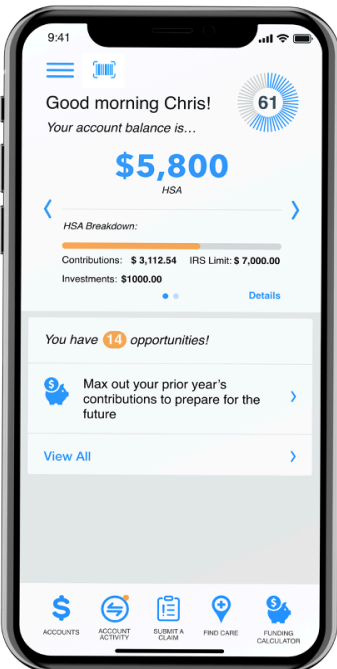 9:41
Good morning Chris!
61
Your account balance is...
$5,800
HSA
HSA Breakdown:
Contributions: $ 3,112.54 IRS Limit: $ 7,000.00
Investments: $1000.00
Details
You have 14 opportunities!
Max out your prior year's
contributions to prepare for the
future
View All
ACCOUNTS
ACCOUNT
ACTIVITY
SUBMIT A
CLAIM
FIND CARE
FUNDING
CALCULATOR